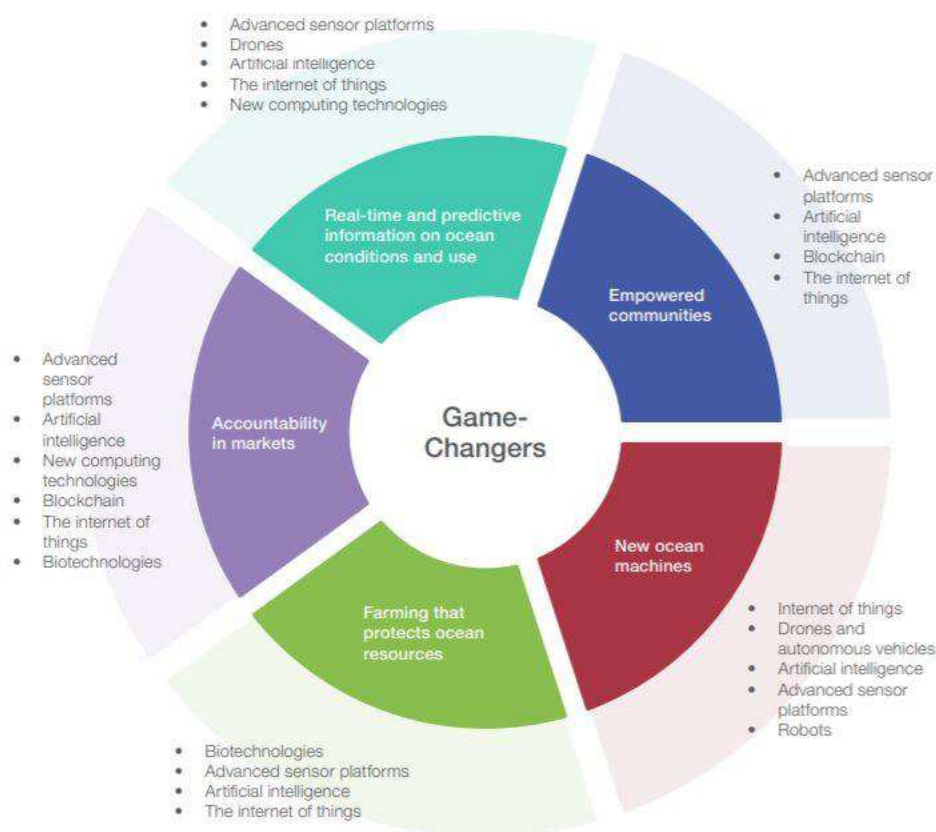 • Advanced sensor platforms
• Drones
• Artificial intelligence
• The internet of things
• New computing technologies
Real-time and predictive
information on ocean
conditions and use
• Advanced sensor
platforms
• Artificial
intelligence
• Blockchain
• The internet of
things
Empowered
communities
• Advanced
sensor
platforms
• Artificial
intelligence
• New computing
technologies
• Blockchain
• The internet of
things
• Biotechnologies
Accountability
in markets
Game-
Changers
New ocean
machines
• Internet of things
• Drones and
autonomous vehicles
• Artificial intelligence
• Advanced sensor
platforms
• Robots
Farming that
protects ocean
resources
• Biotechnologies
• Advanced sensor platforms
• Artificial intelligence
• The internet of things